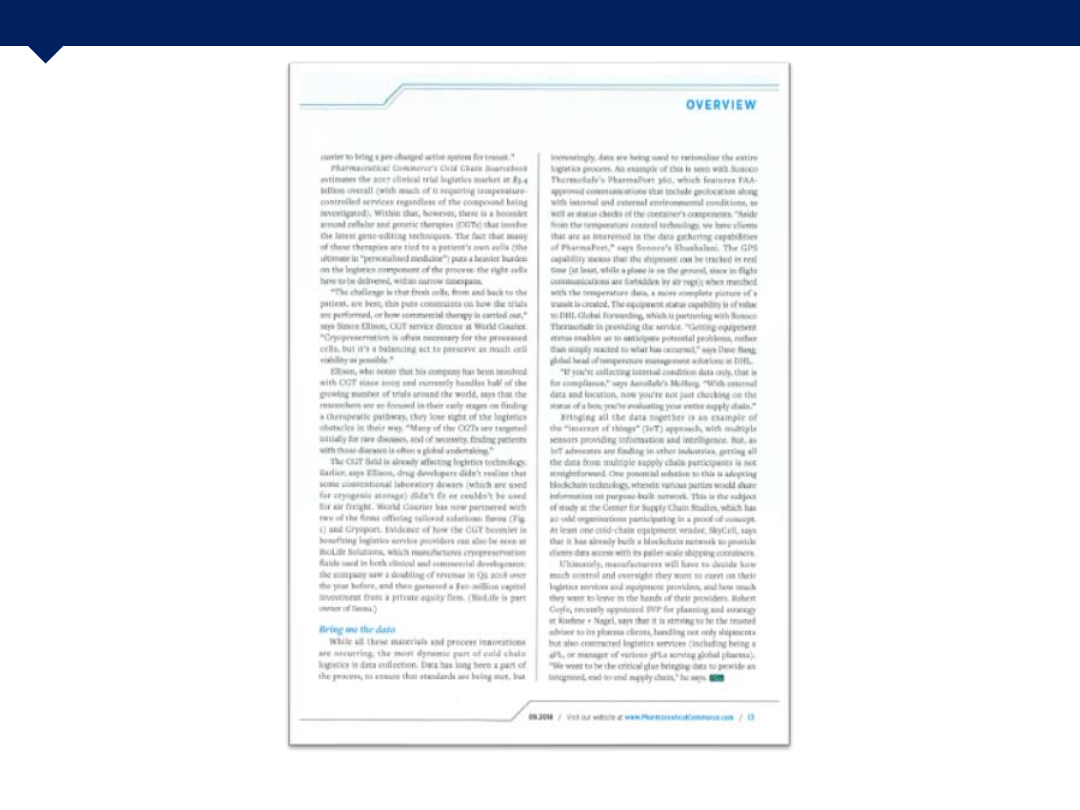 OVERVIEW
carrier to bring a pre-charged active system for transit."
Pharmaceutical Commerce's Cold Chain Sourcebook
estimates the 2017 clinical trial logistics market at $3.4
billion overall (with much of it requiring temperature-
controlled services regardless of the compound being
investigated). Within that, however, there is a boomlet
around cellular and genetic therapies (CGTs) that involve
the latest gene-editing techniques. The fact that many
of these therapies are tied to a patient's own cells (the
ultimate in "personalized medicine") puts a heavier burden
on the logistics component of the process: the right cells
have to be delivered, within narrow timespans.
"The challenge is that fresh cells, from and back to the
patient, are best; this puts constraints on how the trials
are performed, or how commercial therapy is carried out,"
says Simon Ellison, CGT service director at World Courier.
"Cryopreservation is often necessary for the processed
cells, but it's a balancing act to preserve as much cell
viability as possible."
Ellison, who notes that his company has been involved
with CGT since 2005 and currently handles half of the
growing number of trials around the world, says that the
researchers are so focused in their early stages on finding
a therapeutic pathway, they lose sight of the logistics
obstacles in their way. "Many of the CGTs are targeted
initially for rare diseases, and of necessity, finding patients
with those diseases is often a global undertaking."
The CGT field is already affecting logistics technology.
Earlier, says Ellison, drug developers didn't realize that
some conventional laboratory dewars (which are used
for cryogenic storage) didn't fit or couldn't be used
for air freight. World Courier has now partnered with
two of the firms offering tailored solutions: Savsu (Fig.
1) and Cryoport. Evidence of how the CGT boomlet is
benefiting logistics service providers can also be seen at
BioLife Solutions, which manufactures cryopreservation
fluids used in both clinical and commercial development:
the company saw a doubling of revenue in Q2 2018 over
the year before, and then garnered a $20-million capital
investment from a private equity firm. (BioLife is part
owner of Savsu.)
Bring me the data
While all these materials and process innovations
are occurring, the most dynamic part of cold chain
logistics is data collection. Data has long been a part of
the process, to ensure that standards are being met, but
increasingly, data are being used to rationalize the entire
logistics process. An example of this is seen with Sonoco
ThermoSafe's PharmaPort 360, which features FAA-
approved communications that include geolocation along
with internal and external environmental conditions, as
well as status checks of the container's components. "Aside
from the temperature control technology, we have clients
that are as interested in the data gathering capabilities
of PharmaPort," says Sonoco's Khushalani. The GPS
capability means that the shipment can be tracked in real
time (at least, while a plane is on the ground, since in-flight
communications are forbidden by air regs); when matched
with the temperature data, a more complete picture of a
transit is created. The equipment status capability is of value
to DHL Global Forwarding, which is partnering with Sonoco
ThermoSafe in providing the service. "Getting equipment
status enables us to anticipate potential problems, rather
than simply reacted to what has occurred," says Dave Bang,
global head of temperature management solutions at DHL.
"If you're collecting internal condition data only, that is
for compliance," says AeroSafe's McHarg. "With external
data and location, now you're not just checking on the
status of a box; you're evaluating your entire supply chain."
Bringing all the data together is an example of
the "internet of things" (IoT) approach, with multiple
sensors providing information and intelligence. But, as
IoT advocates are finding in other industries, getting all
the data from multiple supply chain participants is not
straightforward. One potential solution to this is adopting
blockchain technology, wherein various parties would share
information on purpose-built network. This is the subject
of study at the Center for Supply Chain Studies, which has
20-odd organizations participating in a proof of concept.
At least one cold-chain equipment vendor, SkyCell, says
that it has already built a blockchain network to provide
clients data access with its pallet-scale shipping containers.
Ultimately, manufacturers will have to decide how
much control and oversight they want to exert on their
logistics services and equipment providers, and how much
they want to leave in the hands of their providers. Robert
Coyle, recently appointed SVP for planning and strategy
at Kuehne + Nagel, says that it is striving to be the trusted
advisor to its pharma clients, handling not only shipments
but also contracted logistics services (including being a
4PL, or manager of various 3PLs serving global pharma).
"We want to be the critical glue bringing data to provide an
integrated, end-to-end supply chain," he says.
09.2018 / Visit our website at www.PharmaceuticalCommerce.com / 13